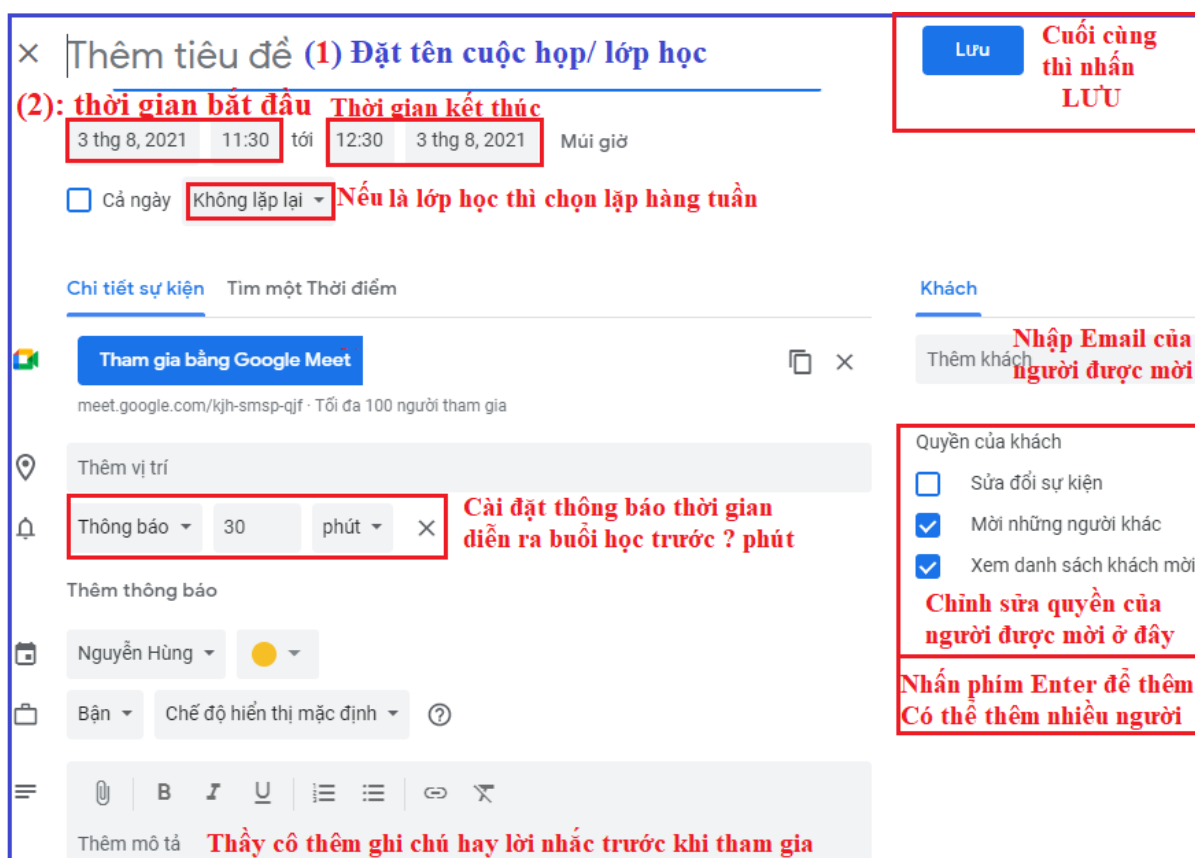 Thêm tiêu đề (1) Đặt tên cuộc họp/ lớp học
Lưu
Cuối cùng
thì nhấn
LƯU
(2): thời gian bắt đầu Thời gian kết thúc
3 thg 8, 2021 11:30 tới 12:30 3 thg 8, 2021 Múi giờ
Cả ngày Không lặp lại Nếu là lớp học thì chọn lặp hàng tuần
Chi tiết sự kiện Tìm một Thời điểm
Tham gia bằng Google Meet
meet.google.com/kjh-smsp-qjf · Tối đa 100 người tham gia
Thêm vị trí
Thông báo 30 phút
Cài đặt thông báo thời gian
diễn ra buổi học trước ? phút
Thêm thông báo
Nguyễn Hùng
Bận Chế độ hiển thị mặc định
B I U
Thêm mô tả Thầy cô thêm ghi chú hay lời nhắc trước khi tham gia
Khách
Thêm khách
Nhập Email của
người được mời
Quyền của khách
Sửa đổi sự kiện
Mời những người khác
Xem danh sách khách mời
Chỉnh sửa quyền của
người được mời ở đây
Nhấn phím Enter để thêm
Có thể thêm nhiều người